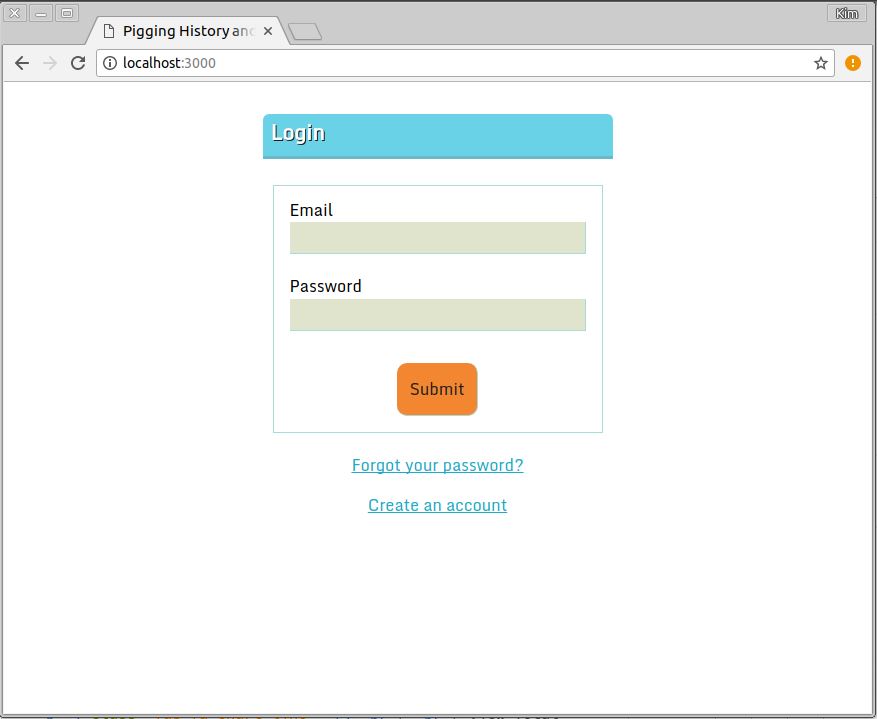 Kim
Pigging History and
localhost:3000
Login
Email
Password
Submit
Forgot your password?
Create an account